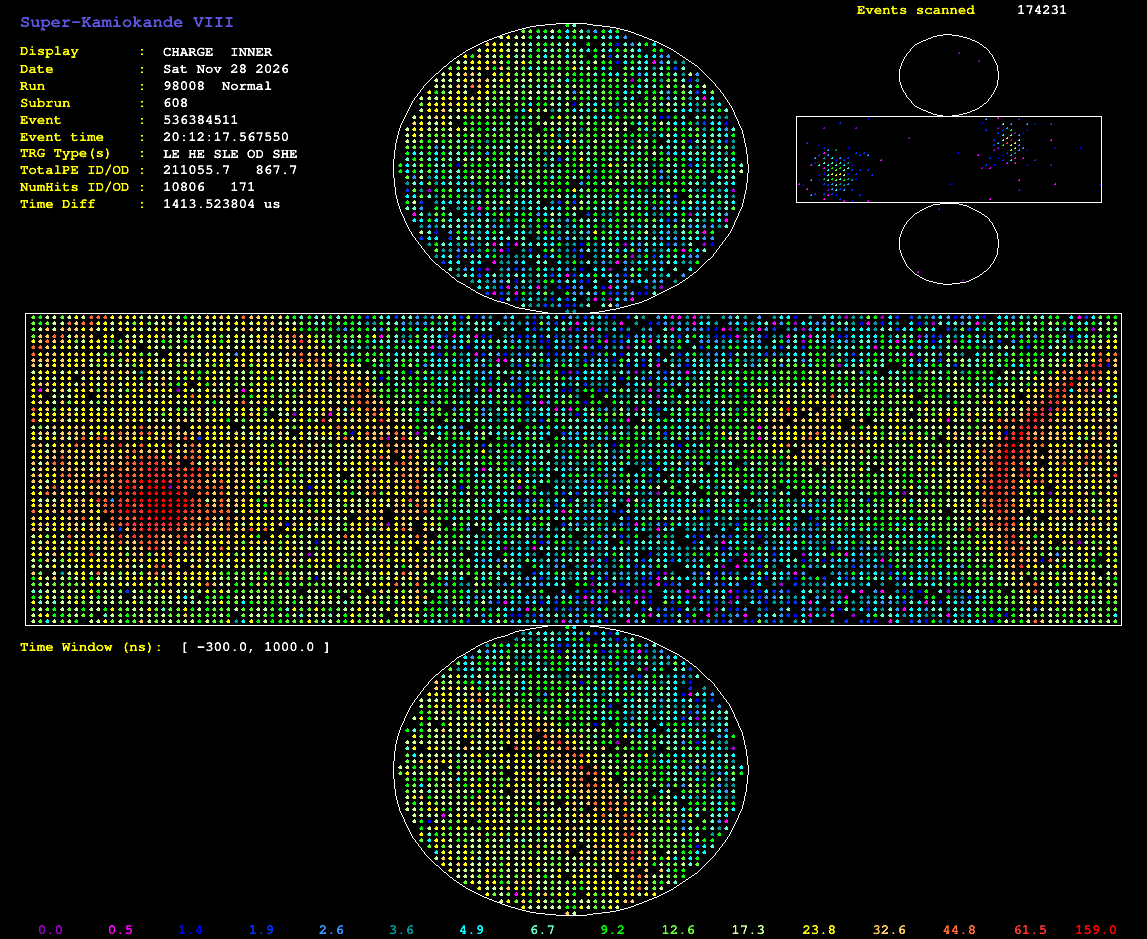 Super-Kamiokande VIII
Events scanned 174231
Display : CHARGE INNER
Date : Sat Nov 28 2026
Run : 98008 Normal
Subrun : 608
Event : 536384511
Event time : 20:12:17.567550
TRG Type(s) : LE HE SLE OD SHE
TotalPE ID/OD : 211055.7 867.7
NumHits ID/OD : 10806 171
Time Diff : 1413.523804 us
Time Window (ns): [ -300.0, 1000.0 ]
0.0 0.5 1.4 1.9 2.6 3.6 4.9 6.7 9.2 12.6 17.3 23.8 32.6 44.8 61.5 159.0